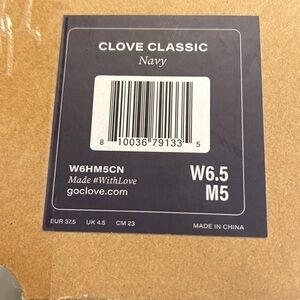 CLOVE CLASSIC
Navy
8 10036 79133 5
W6HM5CN
Made #WithLove
goclove.com
W6.5
M5
EUR 37.5 UK 4.5 CM 23
MADE IN CHINA